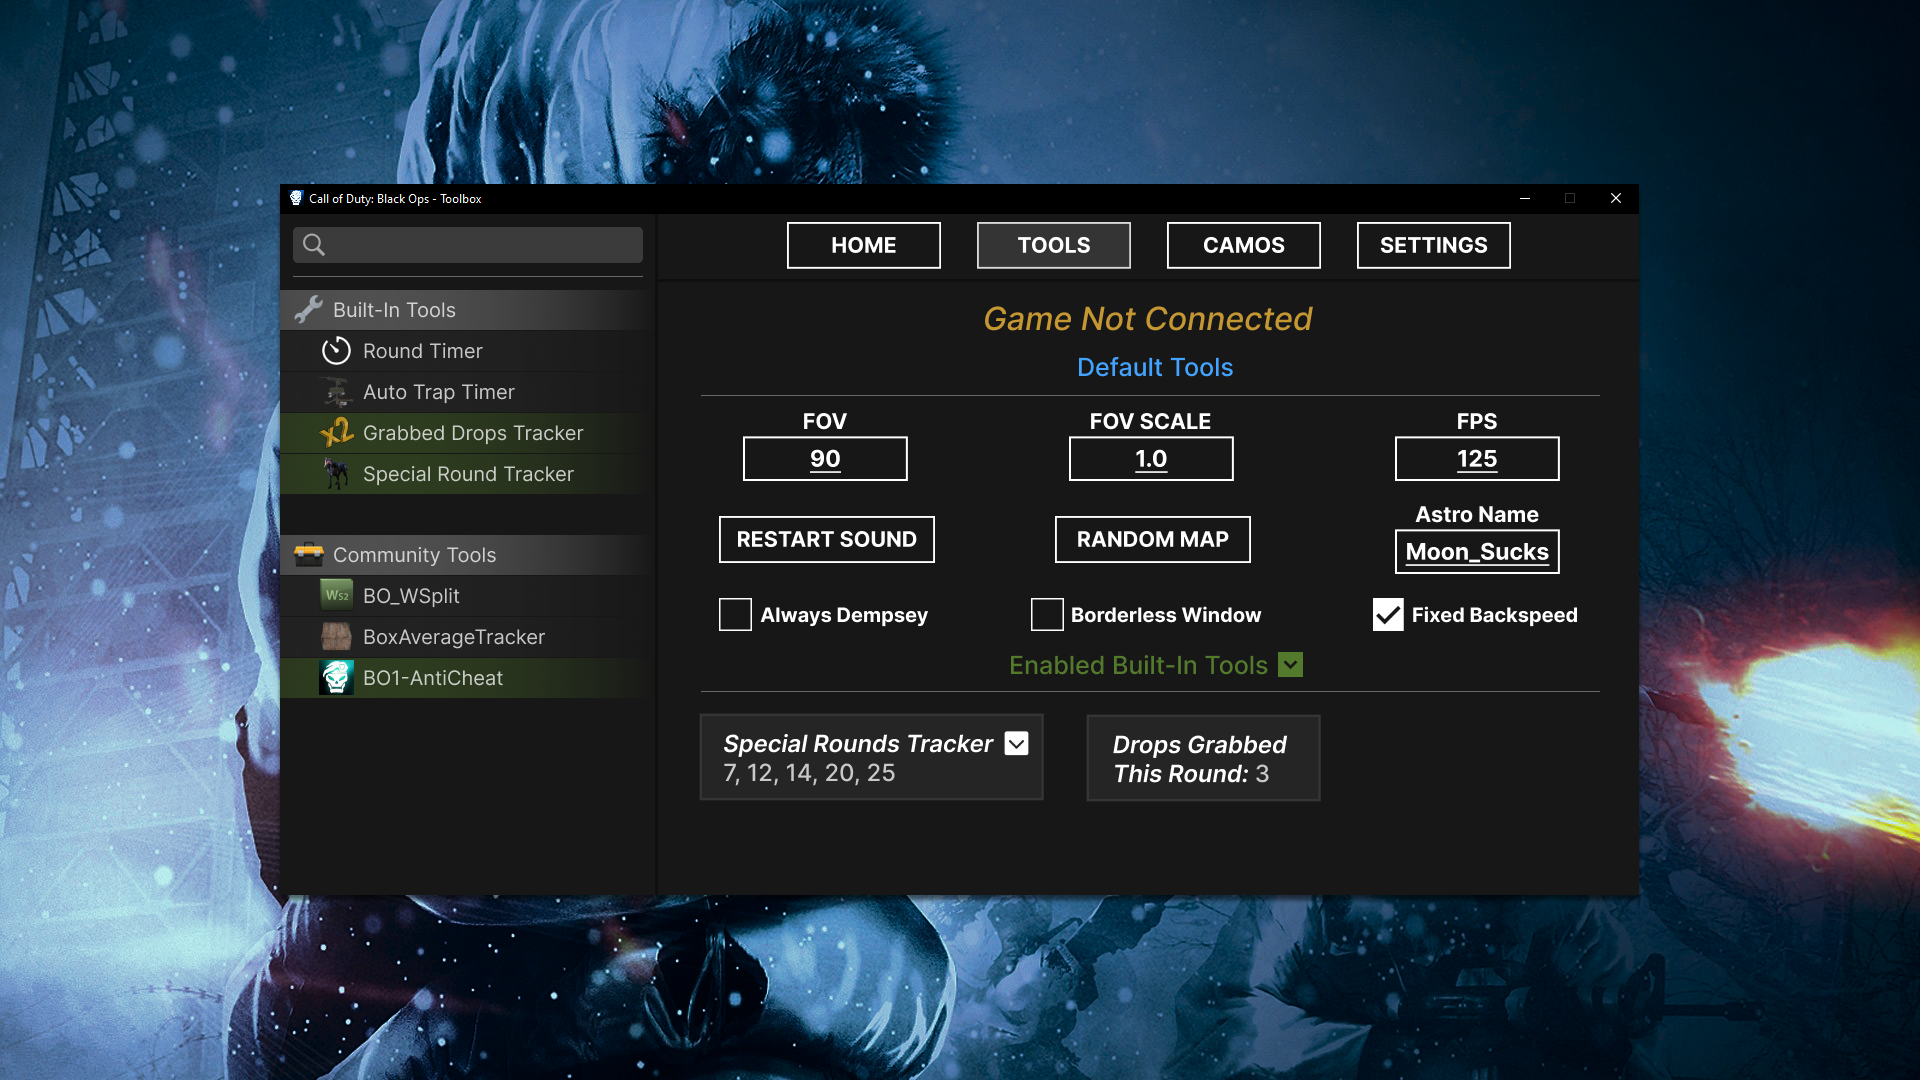 Call of Duty: Black Ops - Toolbox
HOME
TOOLS
CAMOS
SETTINGS
Built-In Tools
Round Timer
Auto Trap Timer
x2
Grabbed Drops Tracker
Special Round Tracker
Community Tools
WS2
BO_WSplit
BoxAverageTracker
BO1-AntiCheat
Game Not Connected
Default Tools
FOV
90
FOV SCALE
1.0
FPS
125
RESTART SOUND
RANDOM MAP
Astro Name
Moon_Sucks
Always Dempsey
Borderless Window
Fixed Backspeed
Enabled Built-In Tools
Special Rounds Tracker
7, 12, 14, 20, 25
Drops Grabbed
This Round: 3